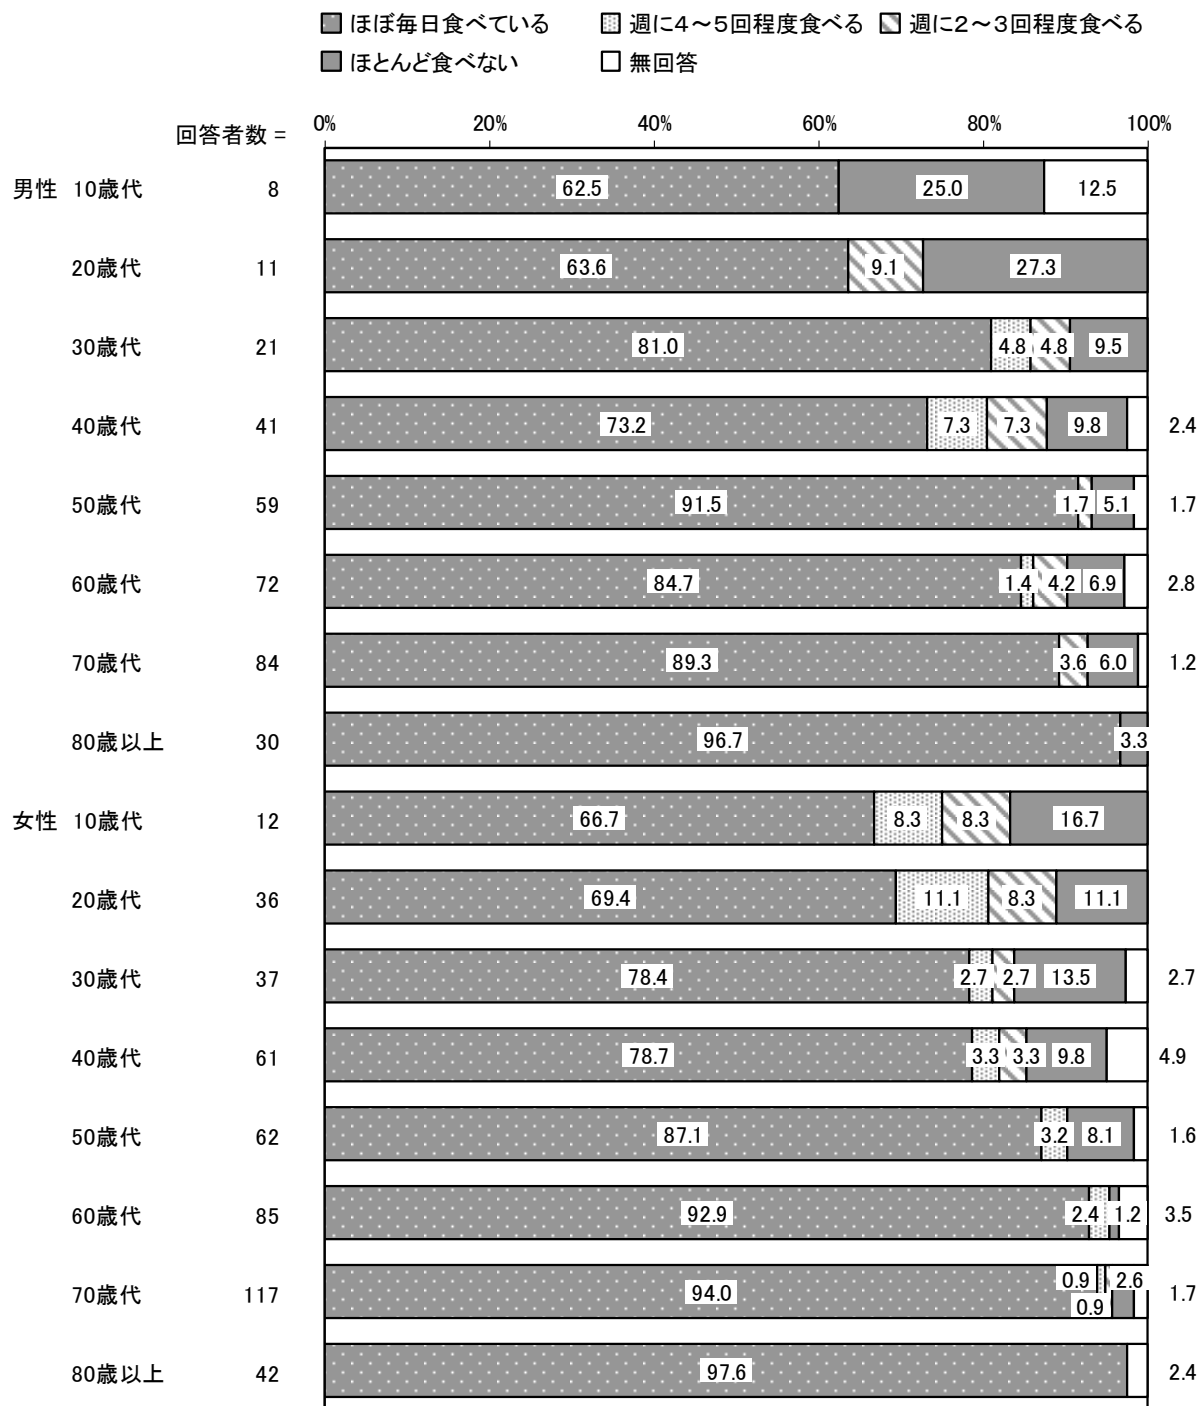 ほぼ毎日食べている 週に4～5回程度食べる 週に2～3回程度食べる
ほとんど食べない 無回答
回答者数 = 0% 20% 40% 60% 80% 100%
男性 10歳代 8 62.5 25.0 12.5
20歳代 11 63.6 9.1 27.3
30歳代 21 81.0 4.8 4.8 9.5
40歳代 41 73.2 7.3 7.3 9.8 2.4
50歳代 59 91.5 1.7 5.1 1.7
60歳代 72 84.7 1.4 4.2 6.9 2.8
70歳代 84 89.3 3.6 6.0 1.2
80歳以上 30 96.7 3.3
女性 10歳代 12 66.7 8.3 8.3 16.7
20歳代 36 69.4 11.1 8.3 11.1
30歳代 37 78.4 2.7 2.7 13.5 2.7
40歳代 61 78.7 3.3 3.3 9.8 4.9
50歳代 62 87.1 3.2 8.1 1.6
60歳代 85 92.9 2.4 1.2 3.5
70歳代 117 94.0 0.9 0.9 2.6 1.7
80歳以上 42 97.6 2.4